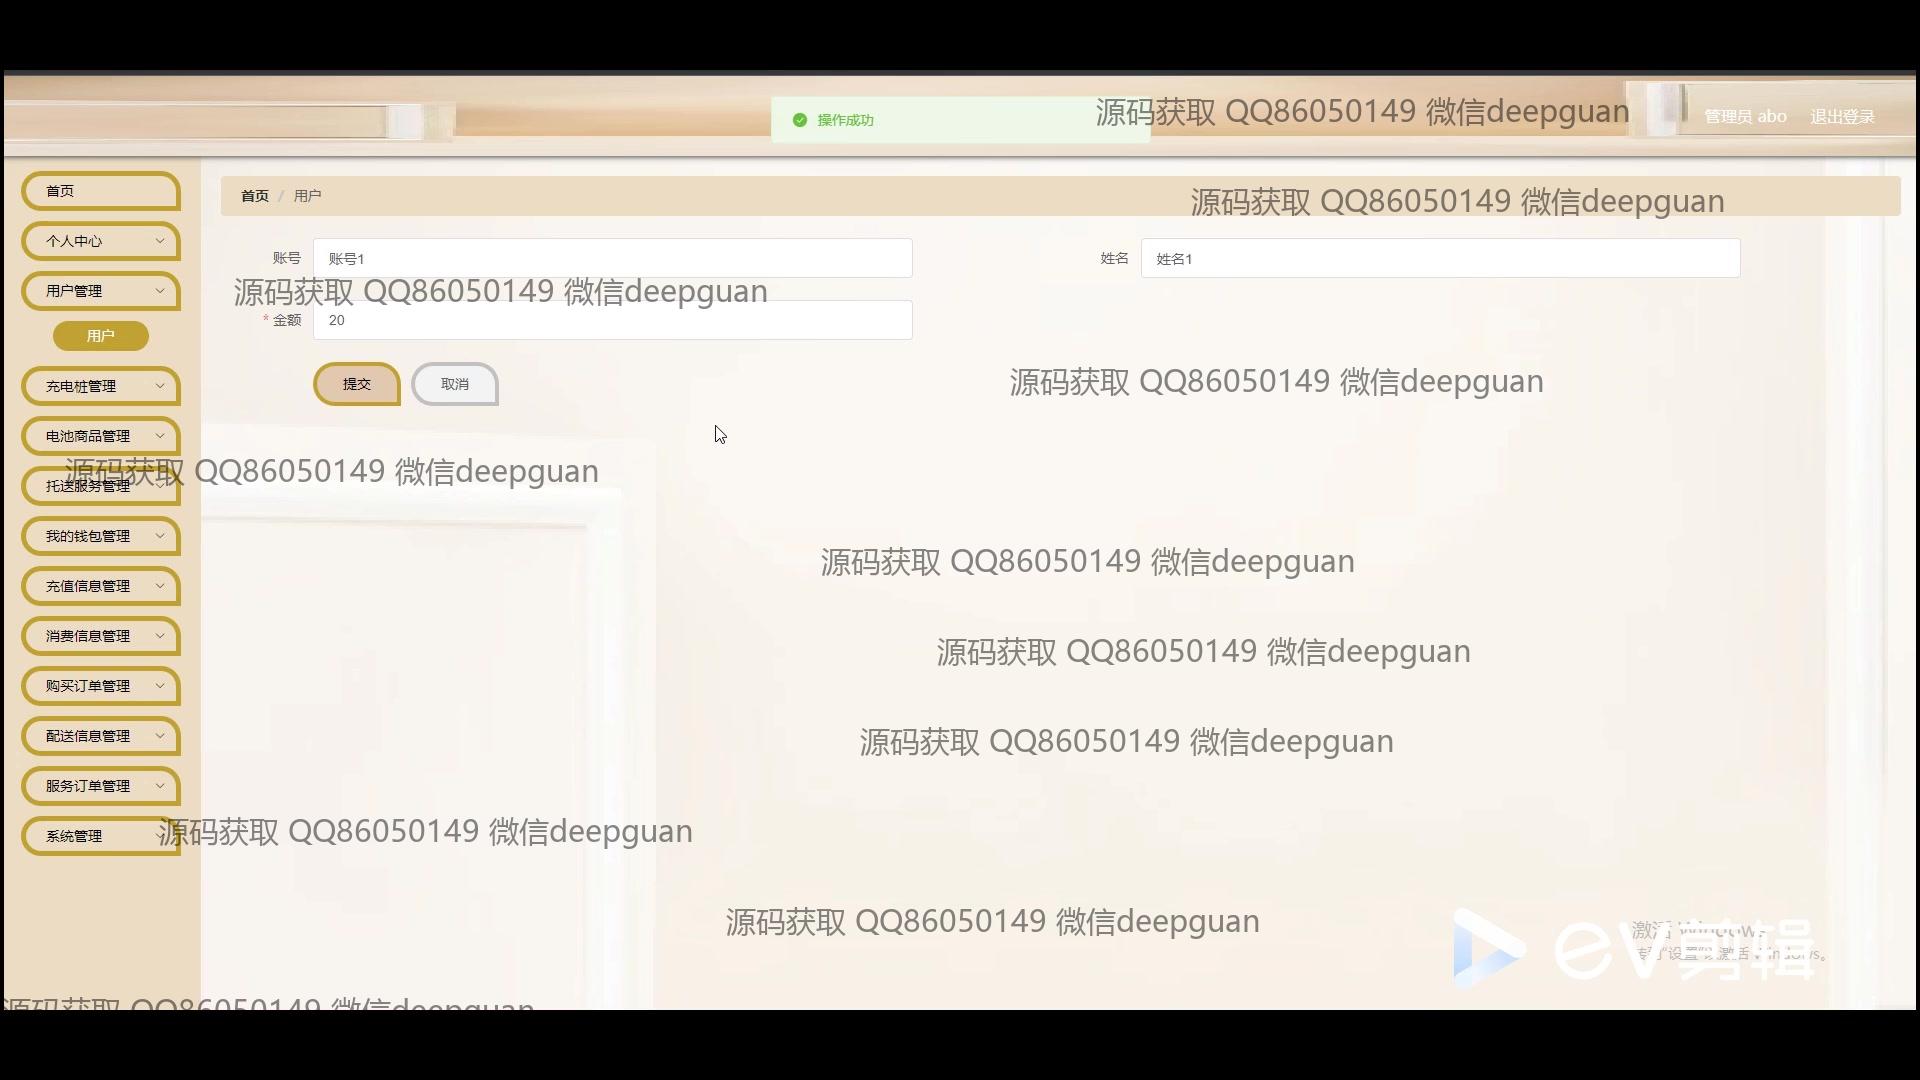 操作成功
源码获取 QQ86050149 微信deepguan
管理员 abo
退出登录
首页
首页 / 用户
源码获取 QQ86050149 微信deepguan
个人中心
账号
账号1
姓名
姓名1
用户管理
源码获取 QQ86050149 微信deepguan
* 金额
20
用户
充电桩管理
提交
取消
源码获取 QQ86050149 微信deepguan
电池商品管理
源码获取 QQ86050149 微信deepguan
托送服务管理
我的钱包管理
源码获取 QQ86050149 微信deepguan
充值信息管理
消费信息管理
源码获取 QQ86050149 微信deepguan
购买订单管理
配送信息管理
源码获取 QQ86050149 微信deepguan
服务订单管理
系统管理
源码获取 QQ86050149 微信deepguan
源码获取 QQ86050149 微信deepguan
激活 Windows
转到"设置"以激活 Windows。
ev剪辑
源码获取 QQ86050149 微信deepguan